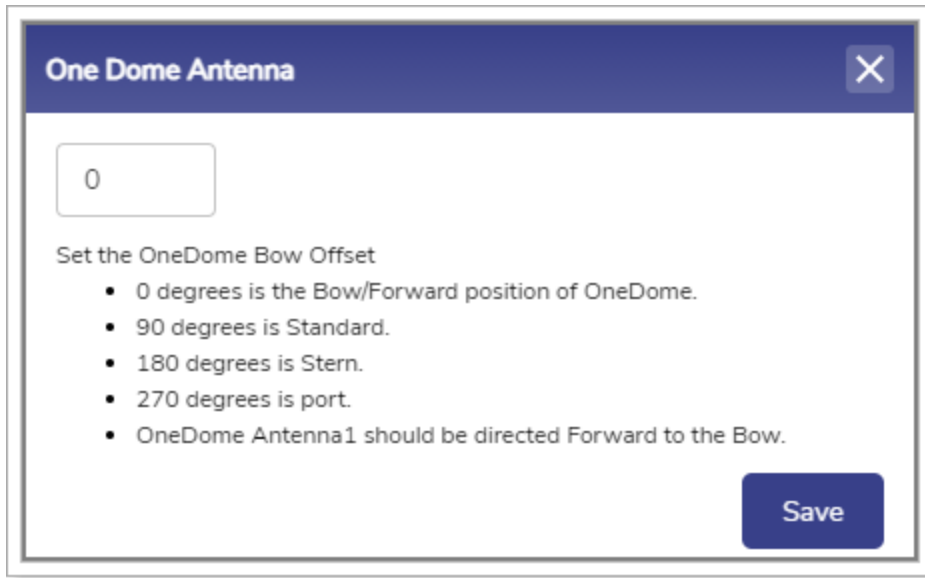 One Dome Antenna
0
Set the OneDome Bow Offset
• 0 degrees is the Bow/Forward position of OneDome.
• 90 degrees is Standard.
• 180 degrees is Stern.
• 270 degrees is port.
• OneDome Antenna1 should be directed Forward to the Bow.
Save